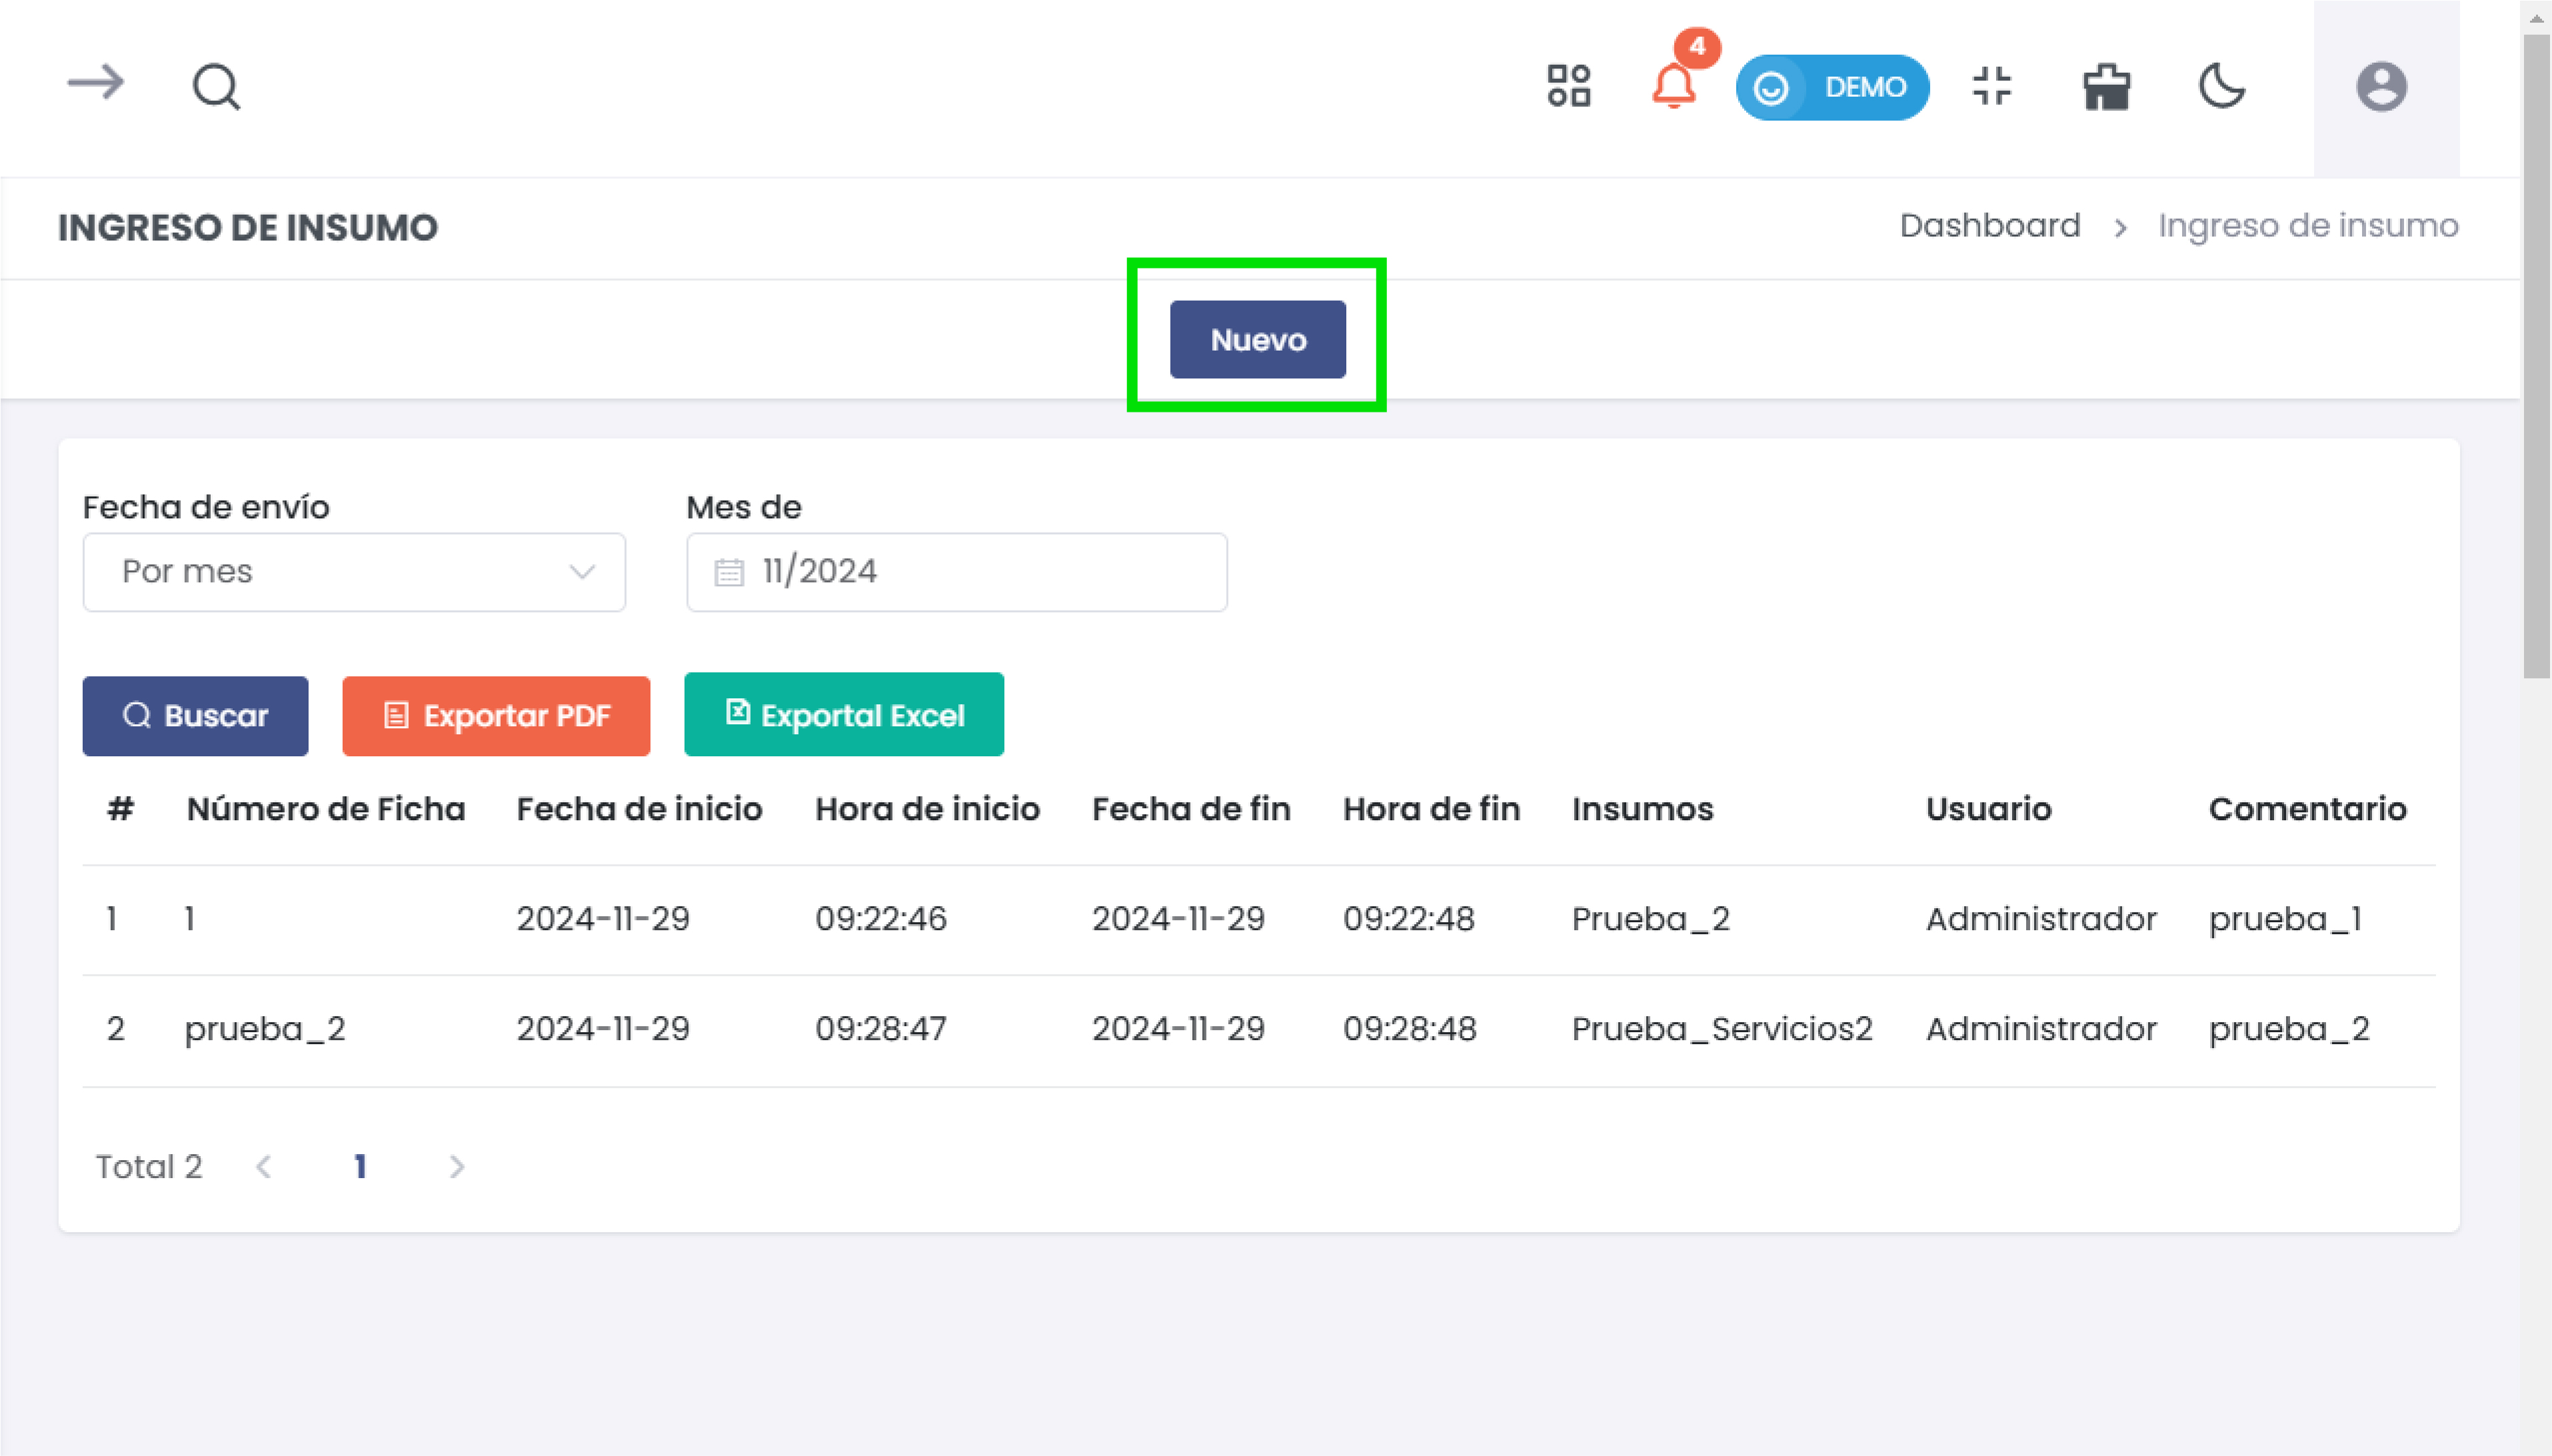 4
DEMO
INGRESO DE INSUMO
Dashboard > Ingreso de insumo
Nuevo
Fecha de envío Mes de
Por mes 11/2024
Buscar Exportar PDF Exportal Excel
# Número de Ficha Fecha de inicio Hora de inicio Fecha de fin Hora de fin Insumos Usuario Comentario
1 1 2024-11-29 09:22:46 2024-11-29 09:22:48 Prueba_2 Administrador prueba_1
2 prueba_2 2024-11-29 09:28:47 2024-11-29 09:28:48 Prueba_Servicios2 Administrador prueba_2
Total 2 < 1 >